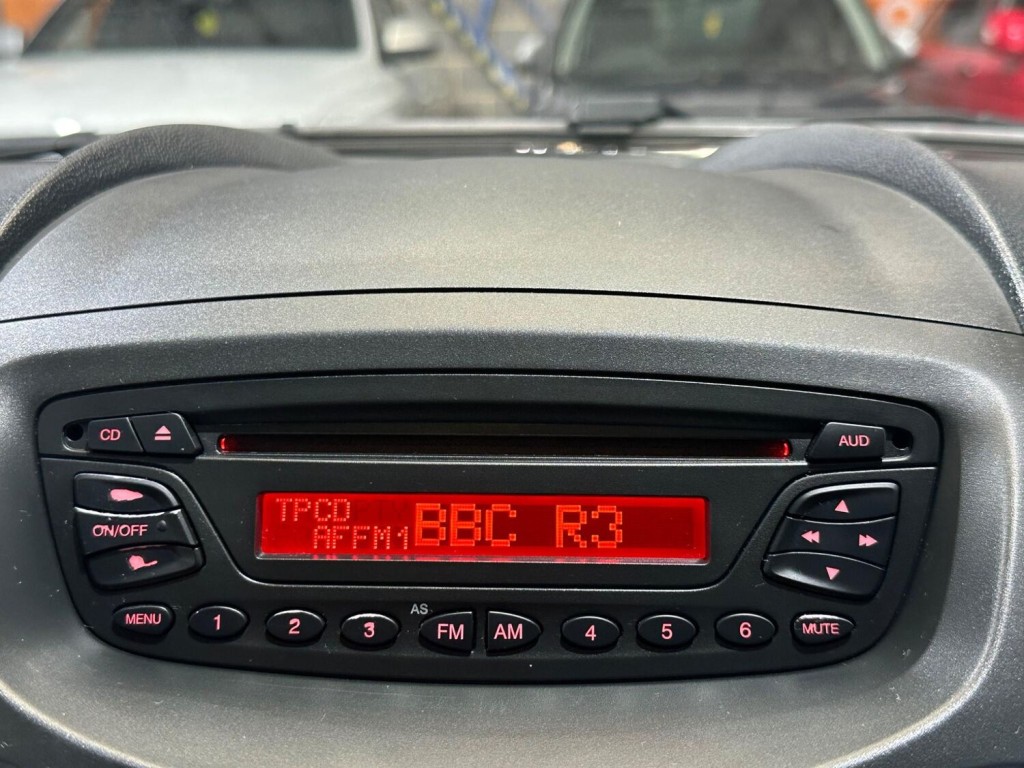 CD
AUD
TPCD
AFFM1 BBC R3
ON/OFF
AS
MENU 1 2 3 FM AM 4 5 6 MUTE